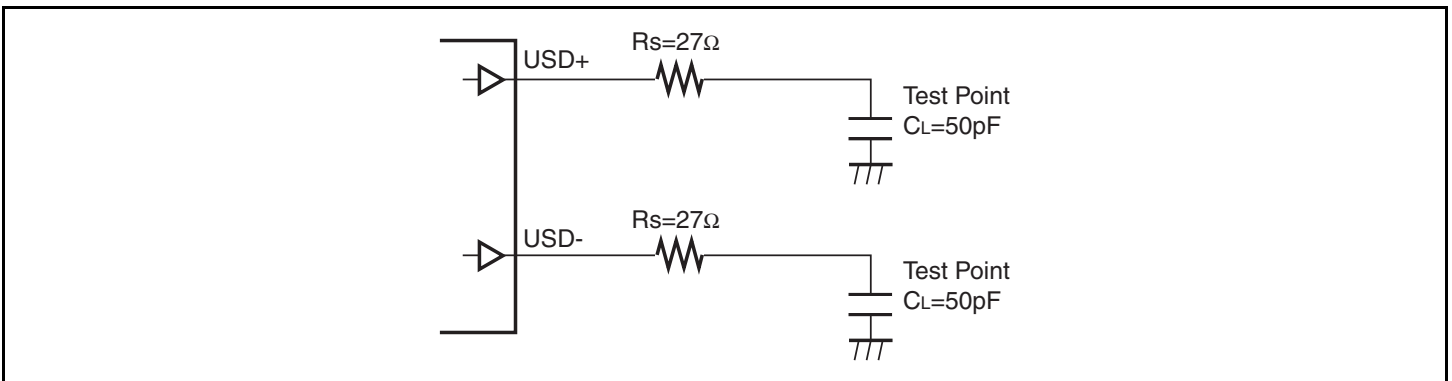 Rs=27Ω
USD+
Test Point
CL=50pF
Rs=27Ω
USD-
Test Point
CL=50pF